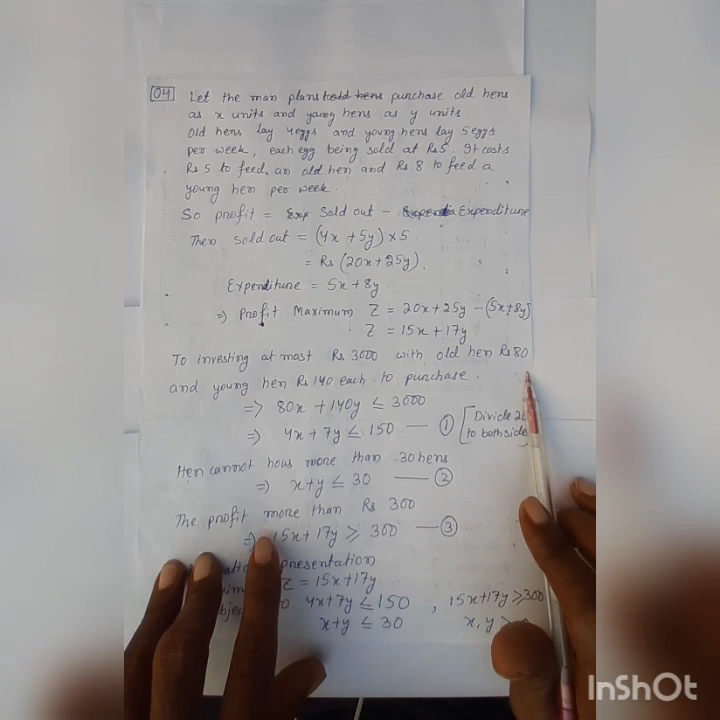 04 Let the man plans purchase old hens
as x units and young hens as y units.
Old hens lay 4 eggs and young hens lay 5 eggs
per week, each egg being sold at Rs 5. It costs
Rs 5 to feed an old hen and Rs 8 to feed a
young hen per week.
So profit = Sold out - Expenditure
Then sold out = (4x + 5y) × 5
= Rs (20x + 25y).
Expenditure = 5x + 8y.
⇒ Profit Maximum Z = 20x + 25y - (5x + 8y)
Z = 15x + 17y
To investing at most Rs 3000 with old hen Rs 80
and young hen Rs 140 each to purchase.
⇒ 80x + 140y ≤ 3000
⇒ 4x + 7y ≤ 150 — ① [Divide 20
to both side]
Hen cannot hous more than 30 hens
⇒ x + y ≤ 30 — ②
The profit more than Rs 300
⇒ 15x + 17y ≥ 300 — ③
Z = 15x + 17y
4x + 7y ≤ 150 , 15x + 17y ≥ 300
x + y ≤ 30 x, y ≥
InShOt